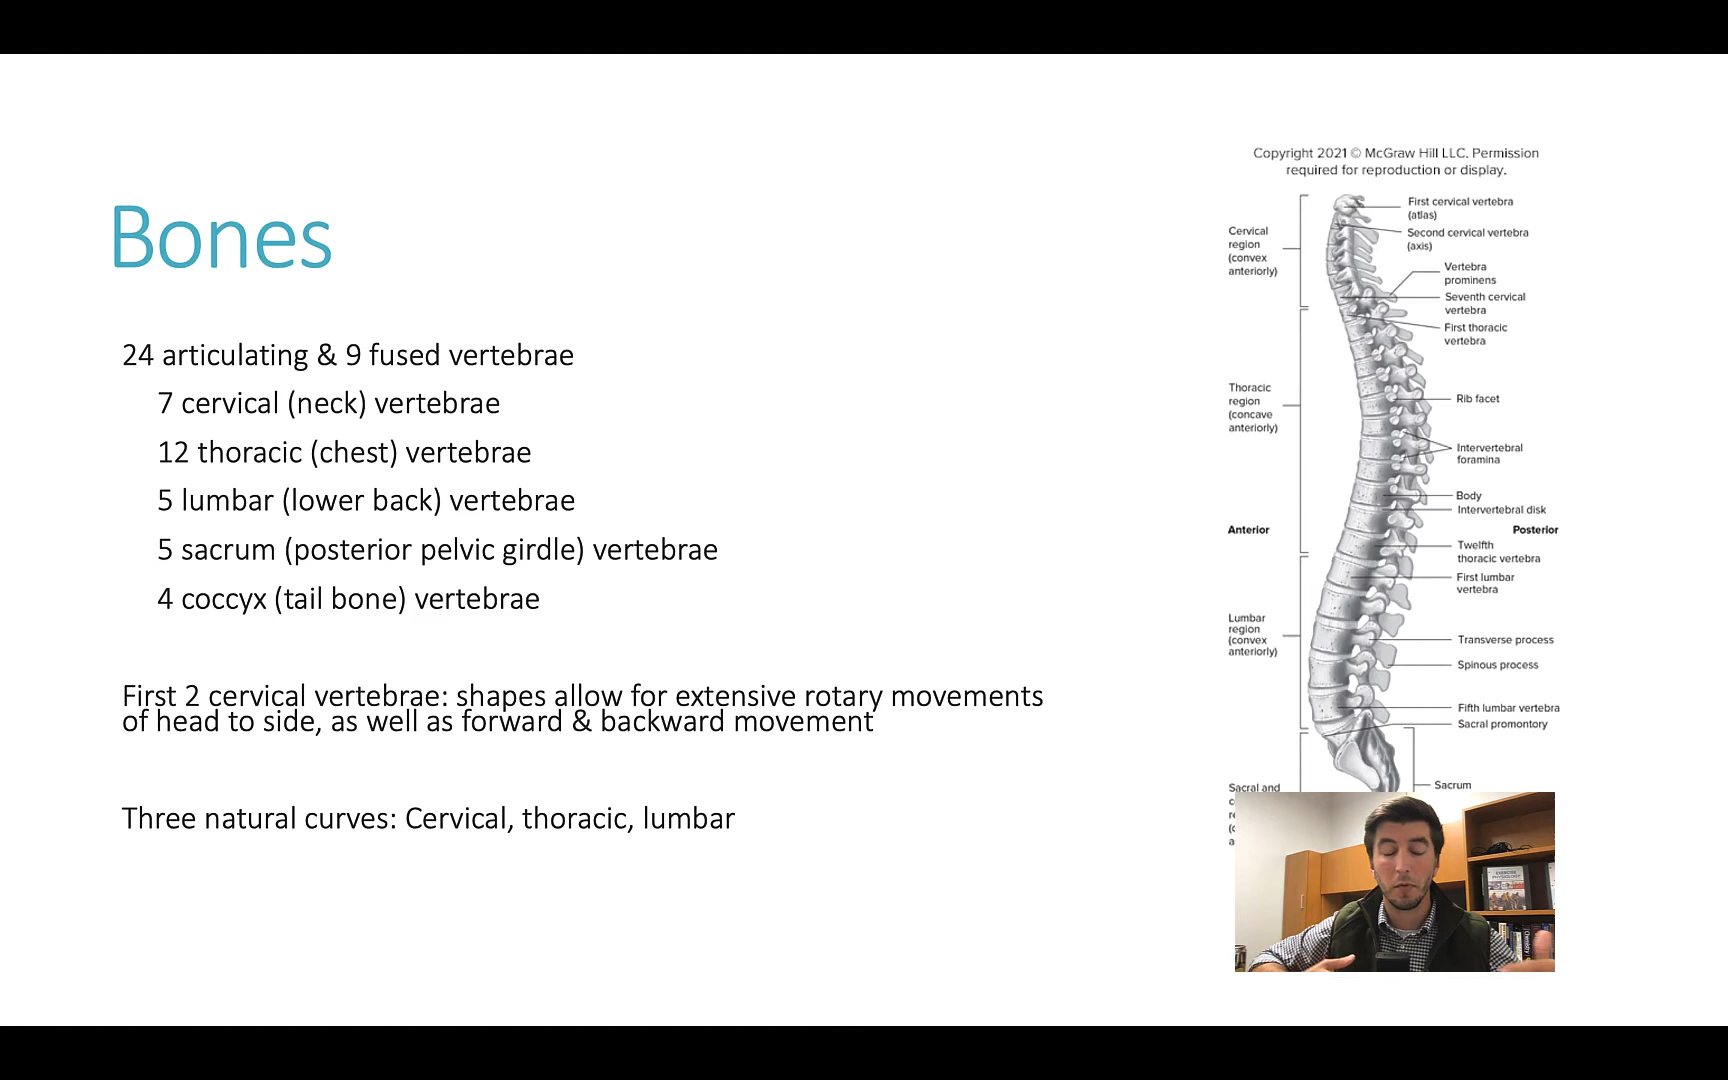 Bones
24 articulating & 9 fused vertebrae
7 cervical (neck) vertebrae
12 thoracic (chest) vertebrae
5 lumbar (lower back) vertebrae
5 sacrum (posterior pelvic girdle) vertebrae
4 coccyx (tail bone) vertebrae
First 2 cervical vertebrae: shapes allow for extensive rotary movements
of head to side, as well as forward & backward movement
Three natural curves: Cervical, thoracic, lumbar
Copyright 2021 © McGraw Hill LLC. Permission
required for reproduction or display.
Cervical
region
(convex
anteriorly)
First cervical vertebra
(atlas)
Second cervical vertebra
(axis)
Vertebra
prominens
Seventh cervical
vertebra
First thoracic
vertebra
Thoracic
region
(concave
anteriorly)
Rib facet
Intervertebral
foramina
Body
Intervertebral disk
Anterior
Posterior
Twelfth
thoracic vertebra
First lumbar
vertebra
Lumbar
region
(convex
anteriorly)
Transverse process
Spinous process
Fifth lumbar vertebra
Sacral promontory
Sacrum
Sacral and
EXERCISE
PHYSIOLOGY